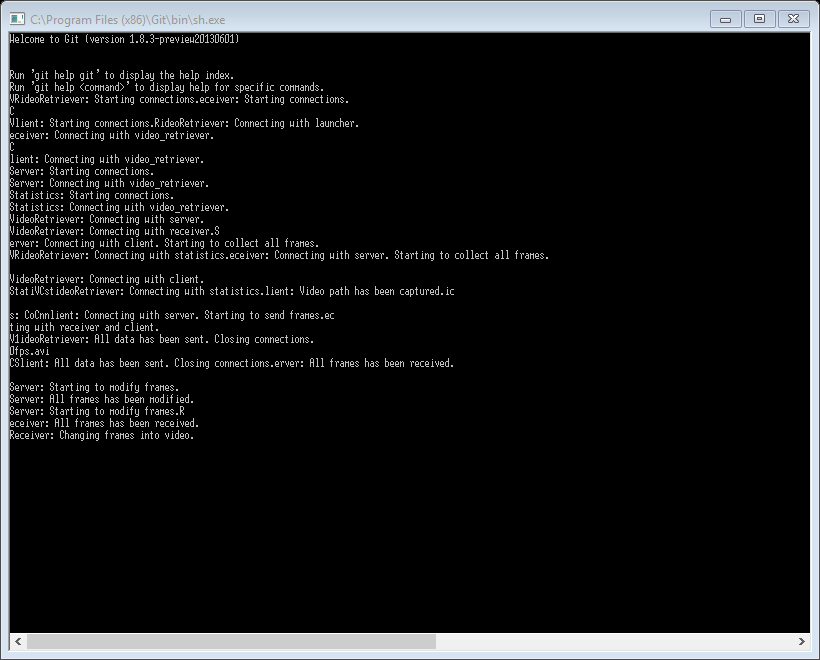 C:\Program Files (x86)\Git\bin\sh.exe
Welcome to Git (version 1.8.3-preview20130601)
Run 'git help git' to display the help index.
Run 'git help <command>' to display help for specific commands.
VRideoRetriever: Starting connections.eceiver: Starting connections.
C
Vlient: Starting connections.RideoRetriever: Connecting with launcher.
eceiver: Connecting with video_retriever.
C
lient: Connecting with video_retriever.
Server: Starting connections.
Server: Connecting with video_retriever.
Statistics: Starting connections.
Statistics: Connecting with video_retriever.
VideoRetriever: Connecting with server.
VideoRetriever: Connecting with receiver.S
erver: Connecting with client. Starting to collect all frames.
VRideoRetriever: Connecting with statistics.eceiver: Connecting with server. Starting to collect all frames.
VideoRetriever: Connecting with client.
StatiVCstideoRetriever: Connecting with statistics.lient: Video path has been captured.ic
s: CoCnnlient: Connecting with server. Starting to send frames.ec
ting with receiver and client.
V1ideoRetriever: All data has been sent. Closing connections.
0fps.avi
CSlient: All data has been sent. Closing connections.erver: All frames has been received.
Server: Starting to modify frames.
Server: All frames has been modified.
Server: Starting to modify frames.R
eceiver: All frames has been received.
Receiver: Changing frames into video.